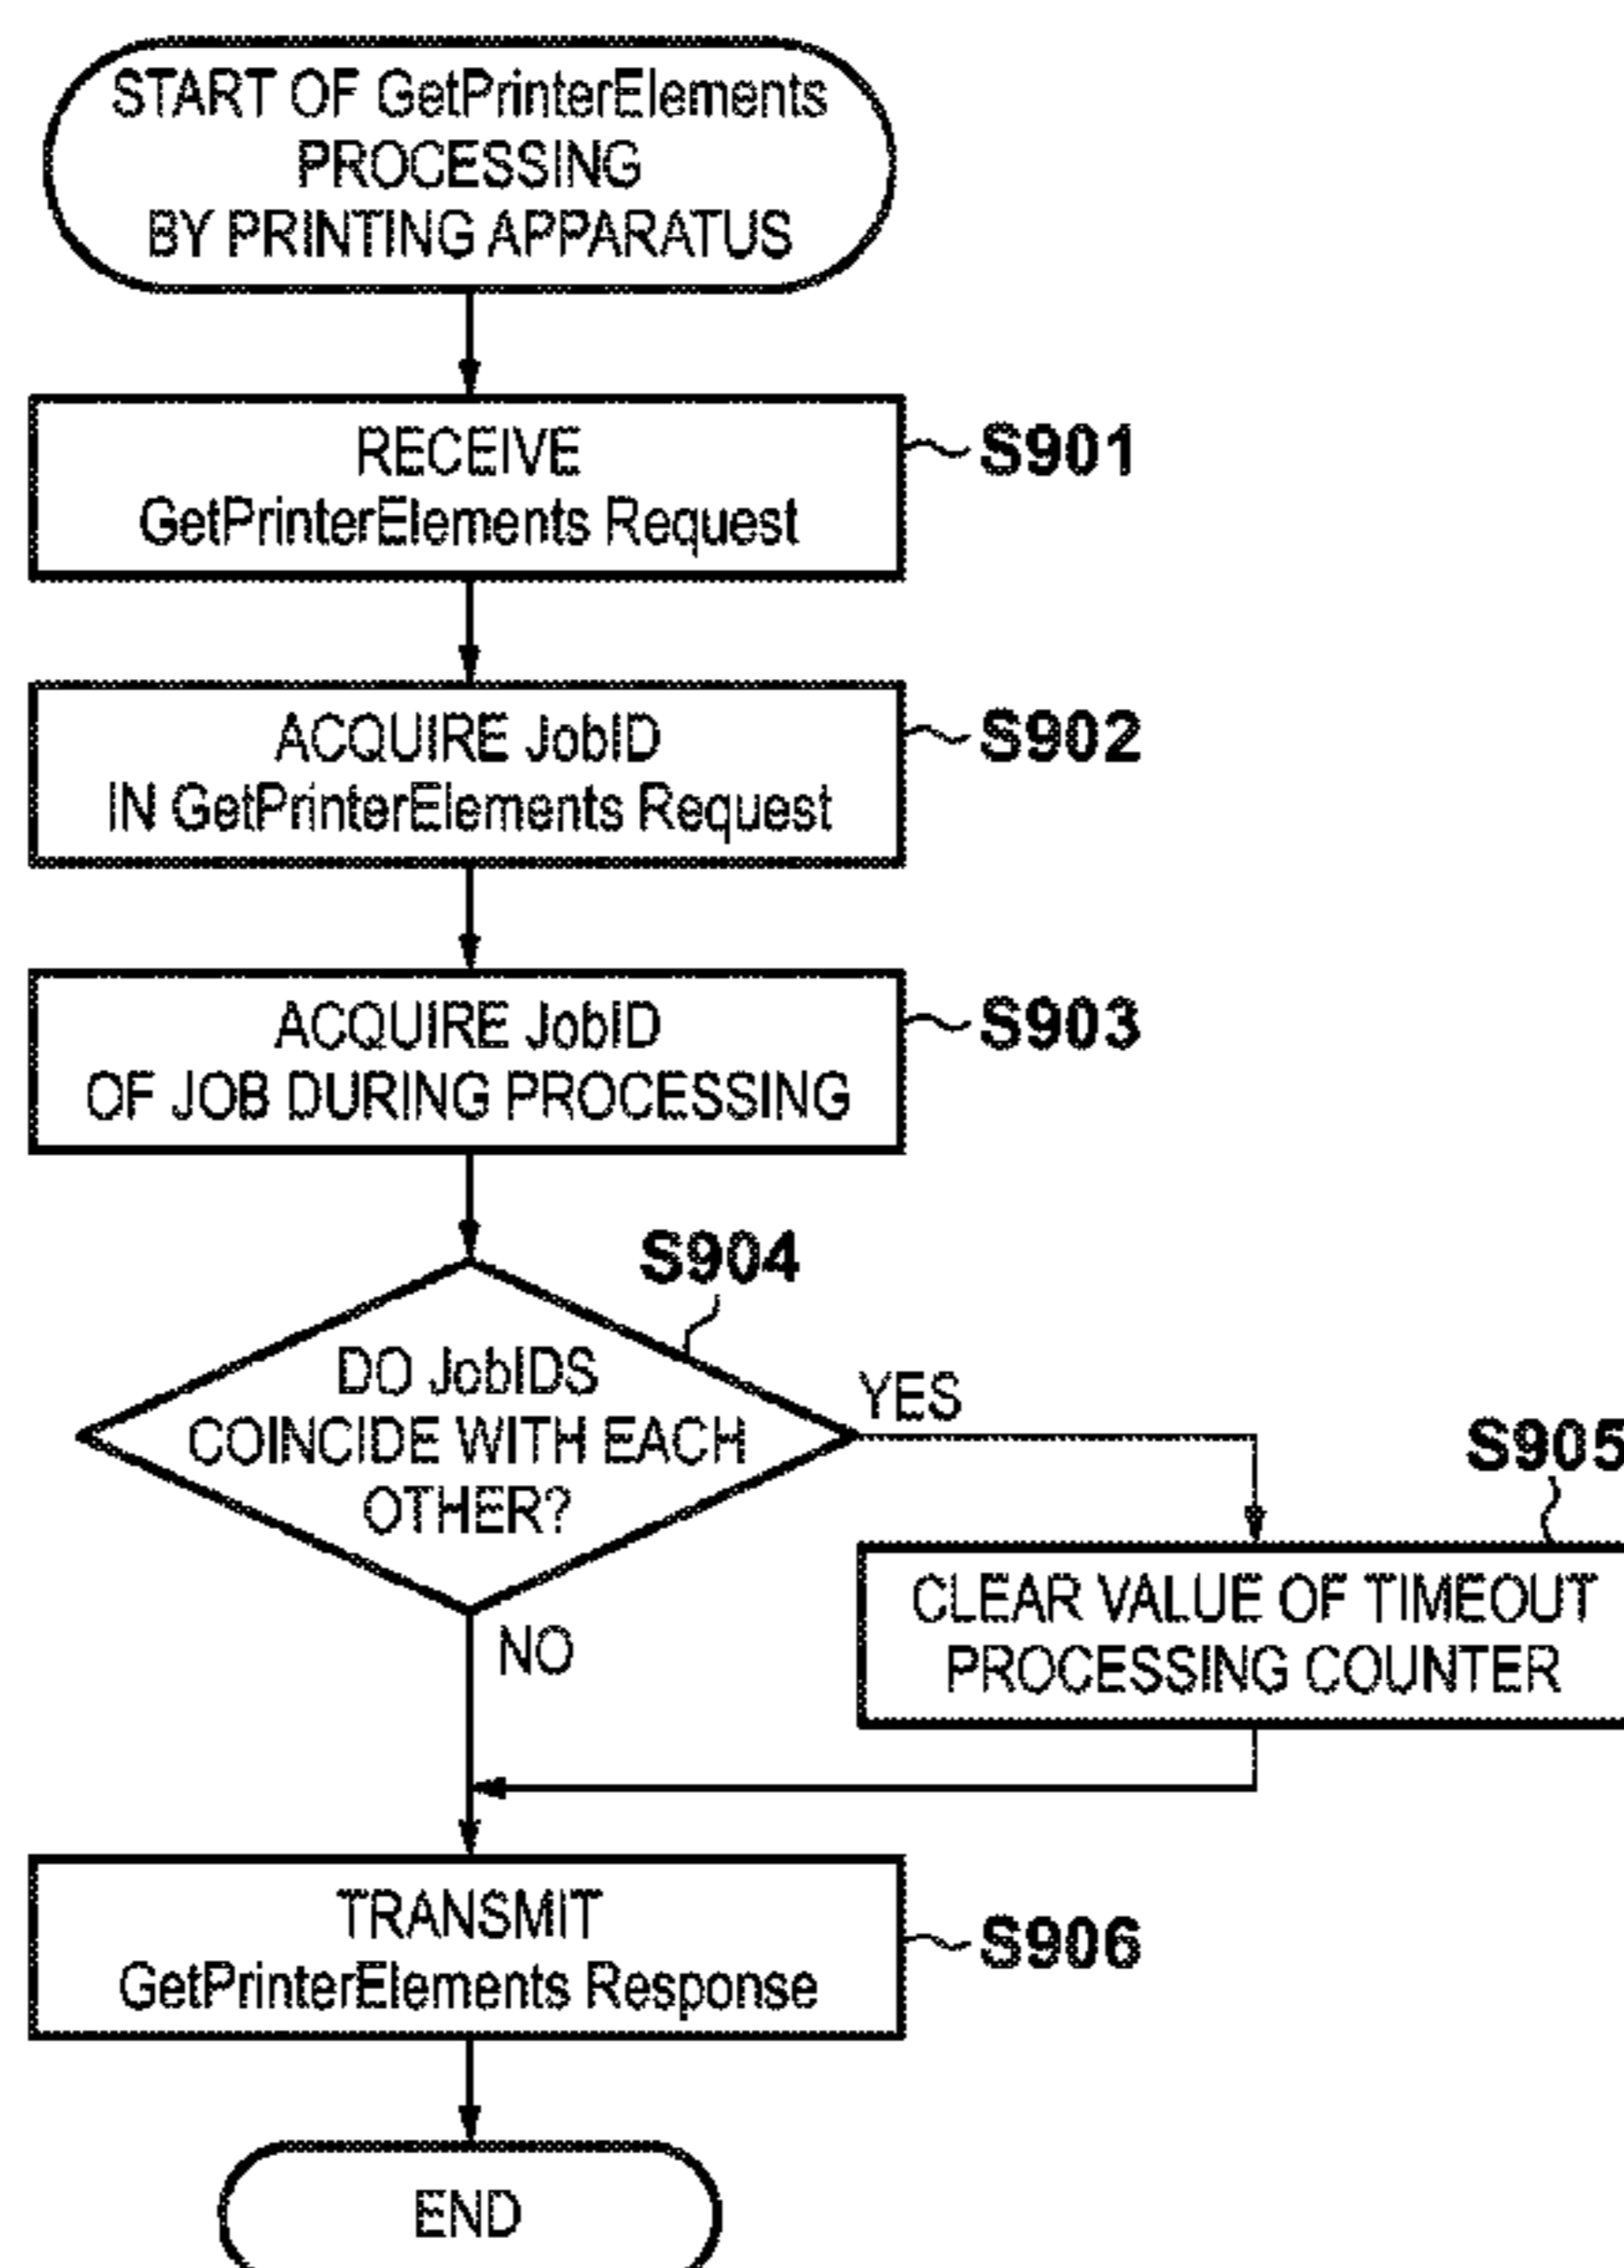 START OF GetPrinterElements
PROCESSING
BY PRINTING APPARATUS
RECEIVE
GetPrinterElements Request
S901
ACQUIRE JobID
IN GetPrinterElements Request
S902
ACQUIRE JobID
OF JOB DURING PROCESSING
S903
S904
DO JobIDS
COINCIDE WITH EACH
OTHER?
YES
NO
S905
CLEAR VALUE OF TIMEOUT
PROCESSING COUNTER
TRANSMIT
GetPrinterElements Response
S906
END